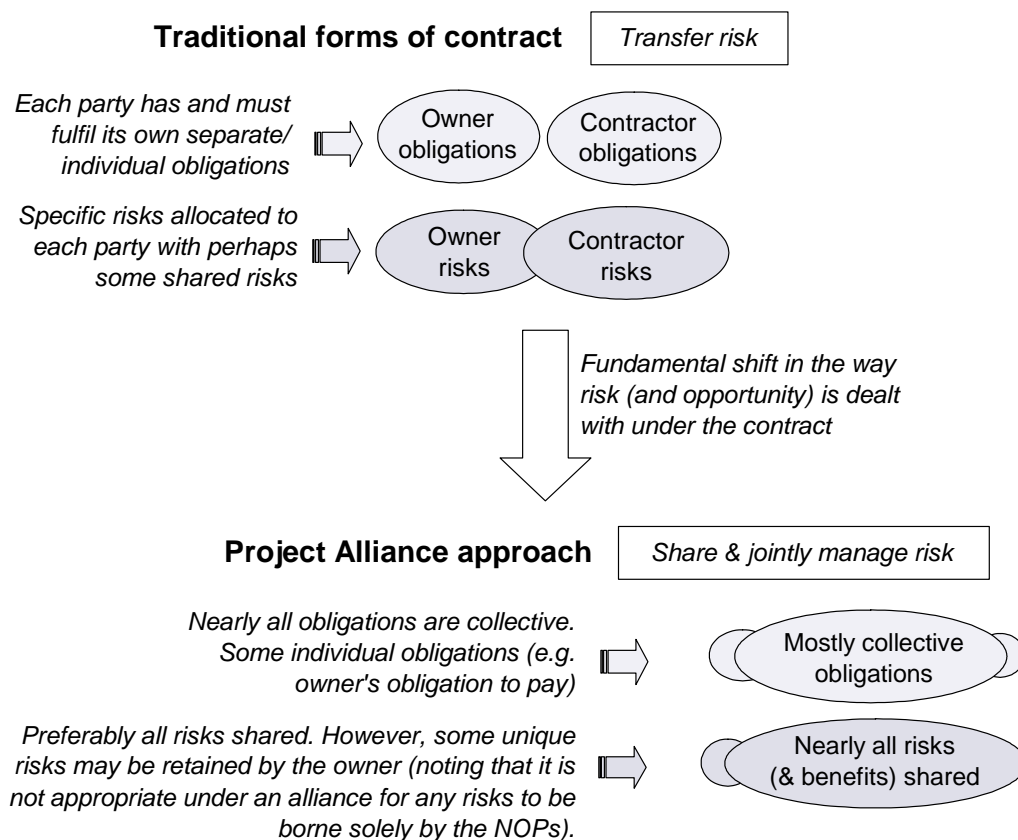 Traditional forms of contract
Transfer risk
Each party has and must
fulfil its own separate/
individual obligations
Owner
obligations
Contractor
obligations
Specific risks allocated to
each party with perhaps
some shared risks
Owner
risks
Contractor
risks
Fundamental shift in the way
risk (and opportunity) is dealt
with under the contract
Project Alliance approach
Share & jointly manage risk
Nearly all obligations are collective.
Some individual obligations (e.g.
owner's obligation to pay)
Mostly collective
obligations
Preferably all risks shared. However, some unique
risks may be retained by the owner (noting that it is
not appropriate under an alliance for any risks to be
borne solely by the NOPs).
Nearly all risks
(& benefits) shared